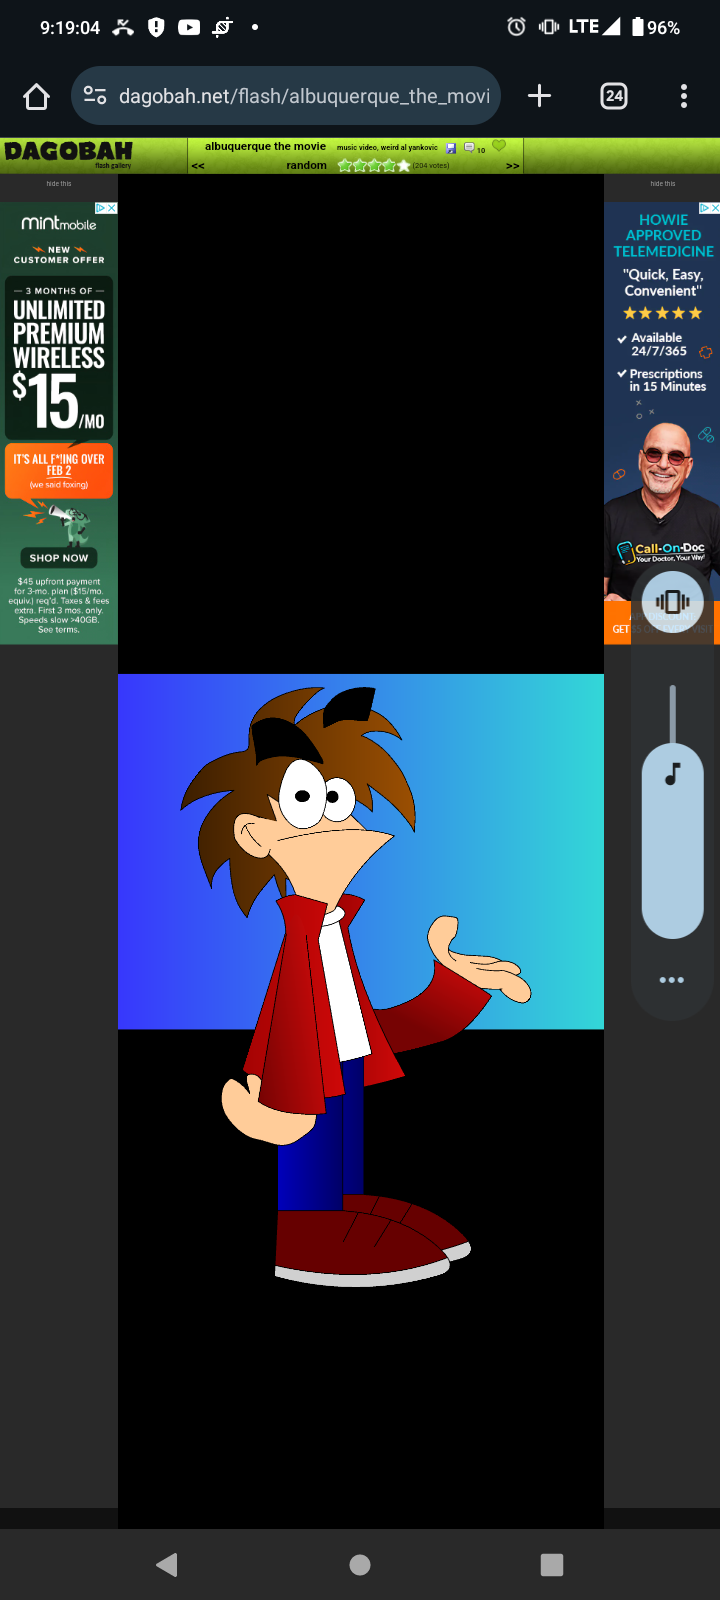 9:19:04
LTE 96%
dagobah.net/flash/albuquerque_the_movi
24
DAGOBAH
flash gallery
albuquerque the movie music video, weird al yankovic 10
<< random (204 votes) >>
hide this
mint mobile
NEW
CUSTOMER OFFER
3 MONTHS OF
UNLIMITED
PREMIUM
WIRELESS
$15/MO
IT'S ALL F*!ING OVER
FEB 2
(we said foxing)
SHOP NOW
$45 upfront payment
for 3-mo. plan ($15/mo.
equiv.) req'd. Taxes & fees
extra. First 3 mos. only.
Speeds slow >40GB.
See terms.
hide this
HOWIE
APPROVED
TELEMEDICINE
"Quick, Easy,
Convenient"
Available
24/7/365
Prescriptions
in 15 Minutes
Call-On-Doc
Your Doctor, Your Way!
GET $5 OFF EVERY VISIT